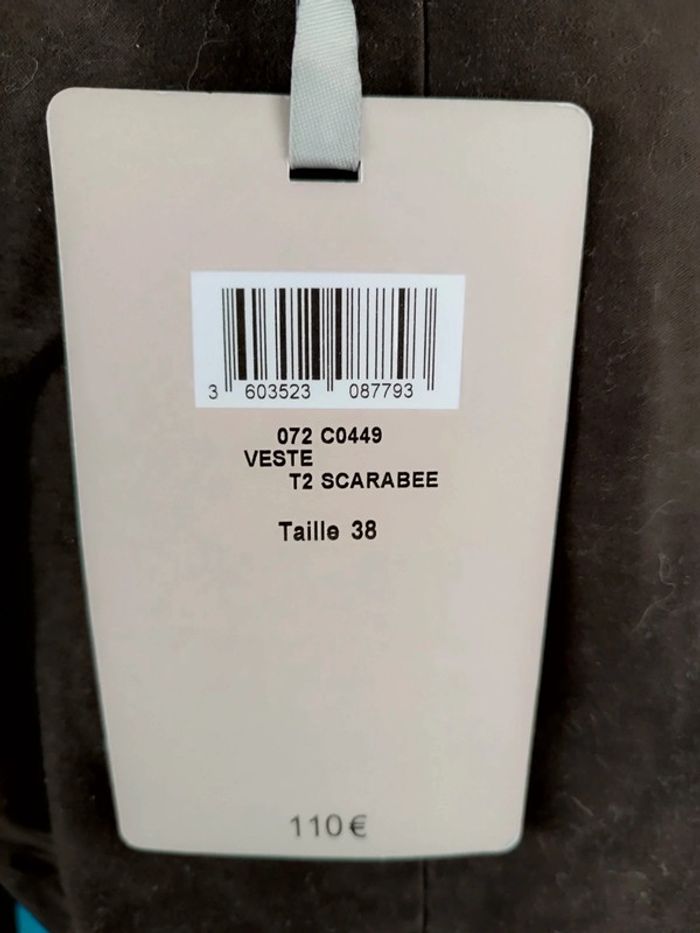 3 603523 087793
072 C0449
VESTE
T2 SCARABEE
Taille 38
110€